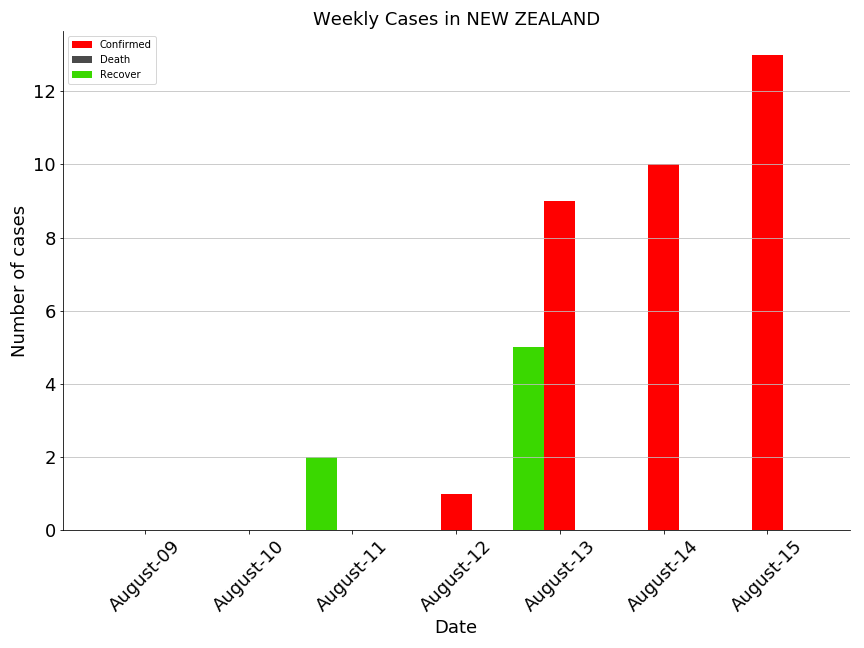 Weekly Cases in NEW ZEALAND
Confirmed
Death
Recover
Number of cases
12
10
8
6
4
2
0
August-09
August-10
August-11
August-12
August-13
August-14
August-15
Date